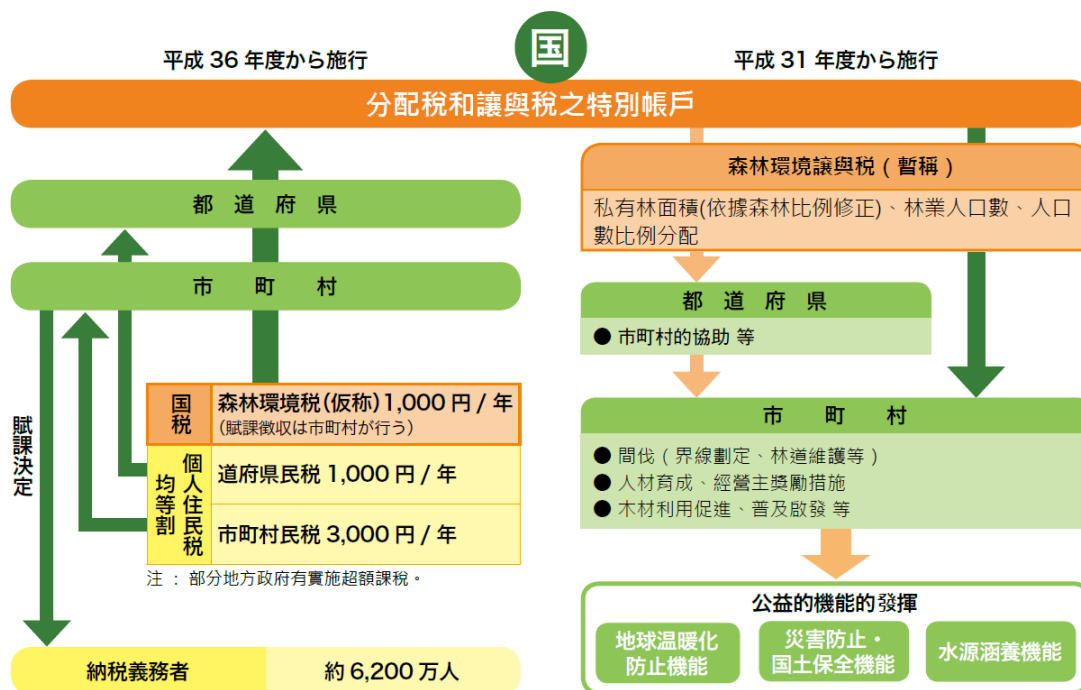 国
平成 36 年度から施行
平成 31 年度から施行
分配稅和讓與稅之特別帳戶
都 道 府 県
市 町 村
賦課決定
国税
森林環境税(仮称)1,000 円 / 年
(賦課徴収は市町村が行う)
個人住民税
均等割
道府県民税 1,000 円 / 年
市町村民税 3,000 円 / 年
注 : 部分地方政府有實施超額課稅。
納税義務者
約 6,200 万人
森林環境讓與稅 ( 暫稱 )
私有林面積(依據森林比例修正)、林業人口數、人口
數比例分配
都 道 府 県
● 市町村的協助 等
市 町 村
● 間伐 ( 界線劃定、林道維護等 )
● 人材育成、經營主獎勵措施
● 木材利用促進、普及啟發 等
公益的機能的發揮
地球温暖化
防止機能
災害防止・
国土保全機能
水源涵養機能